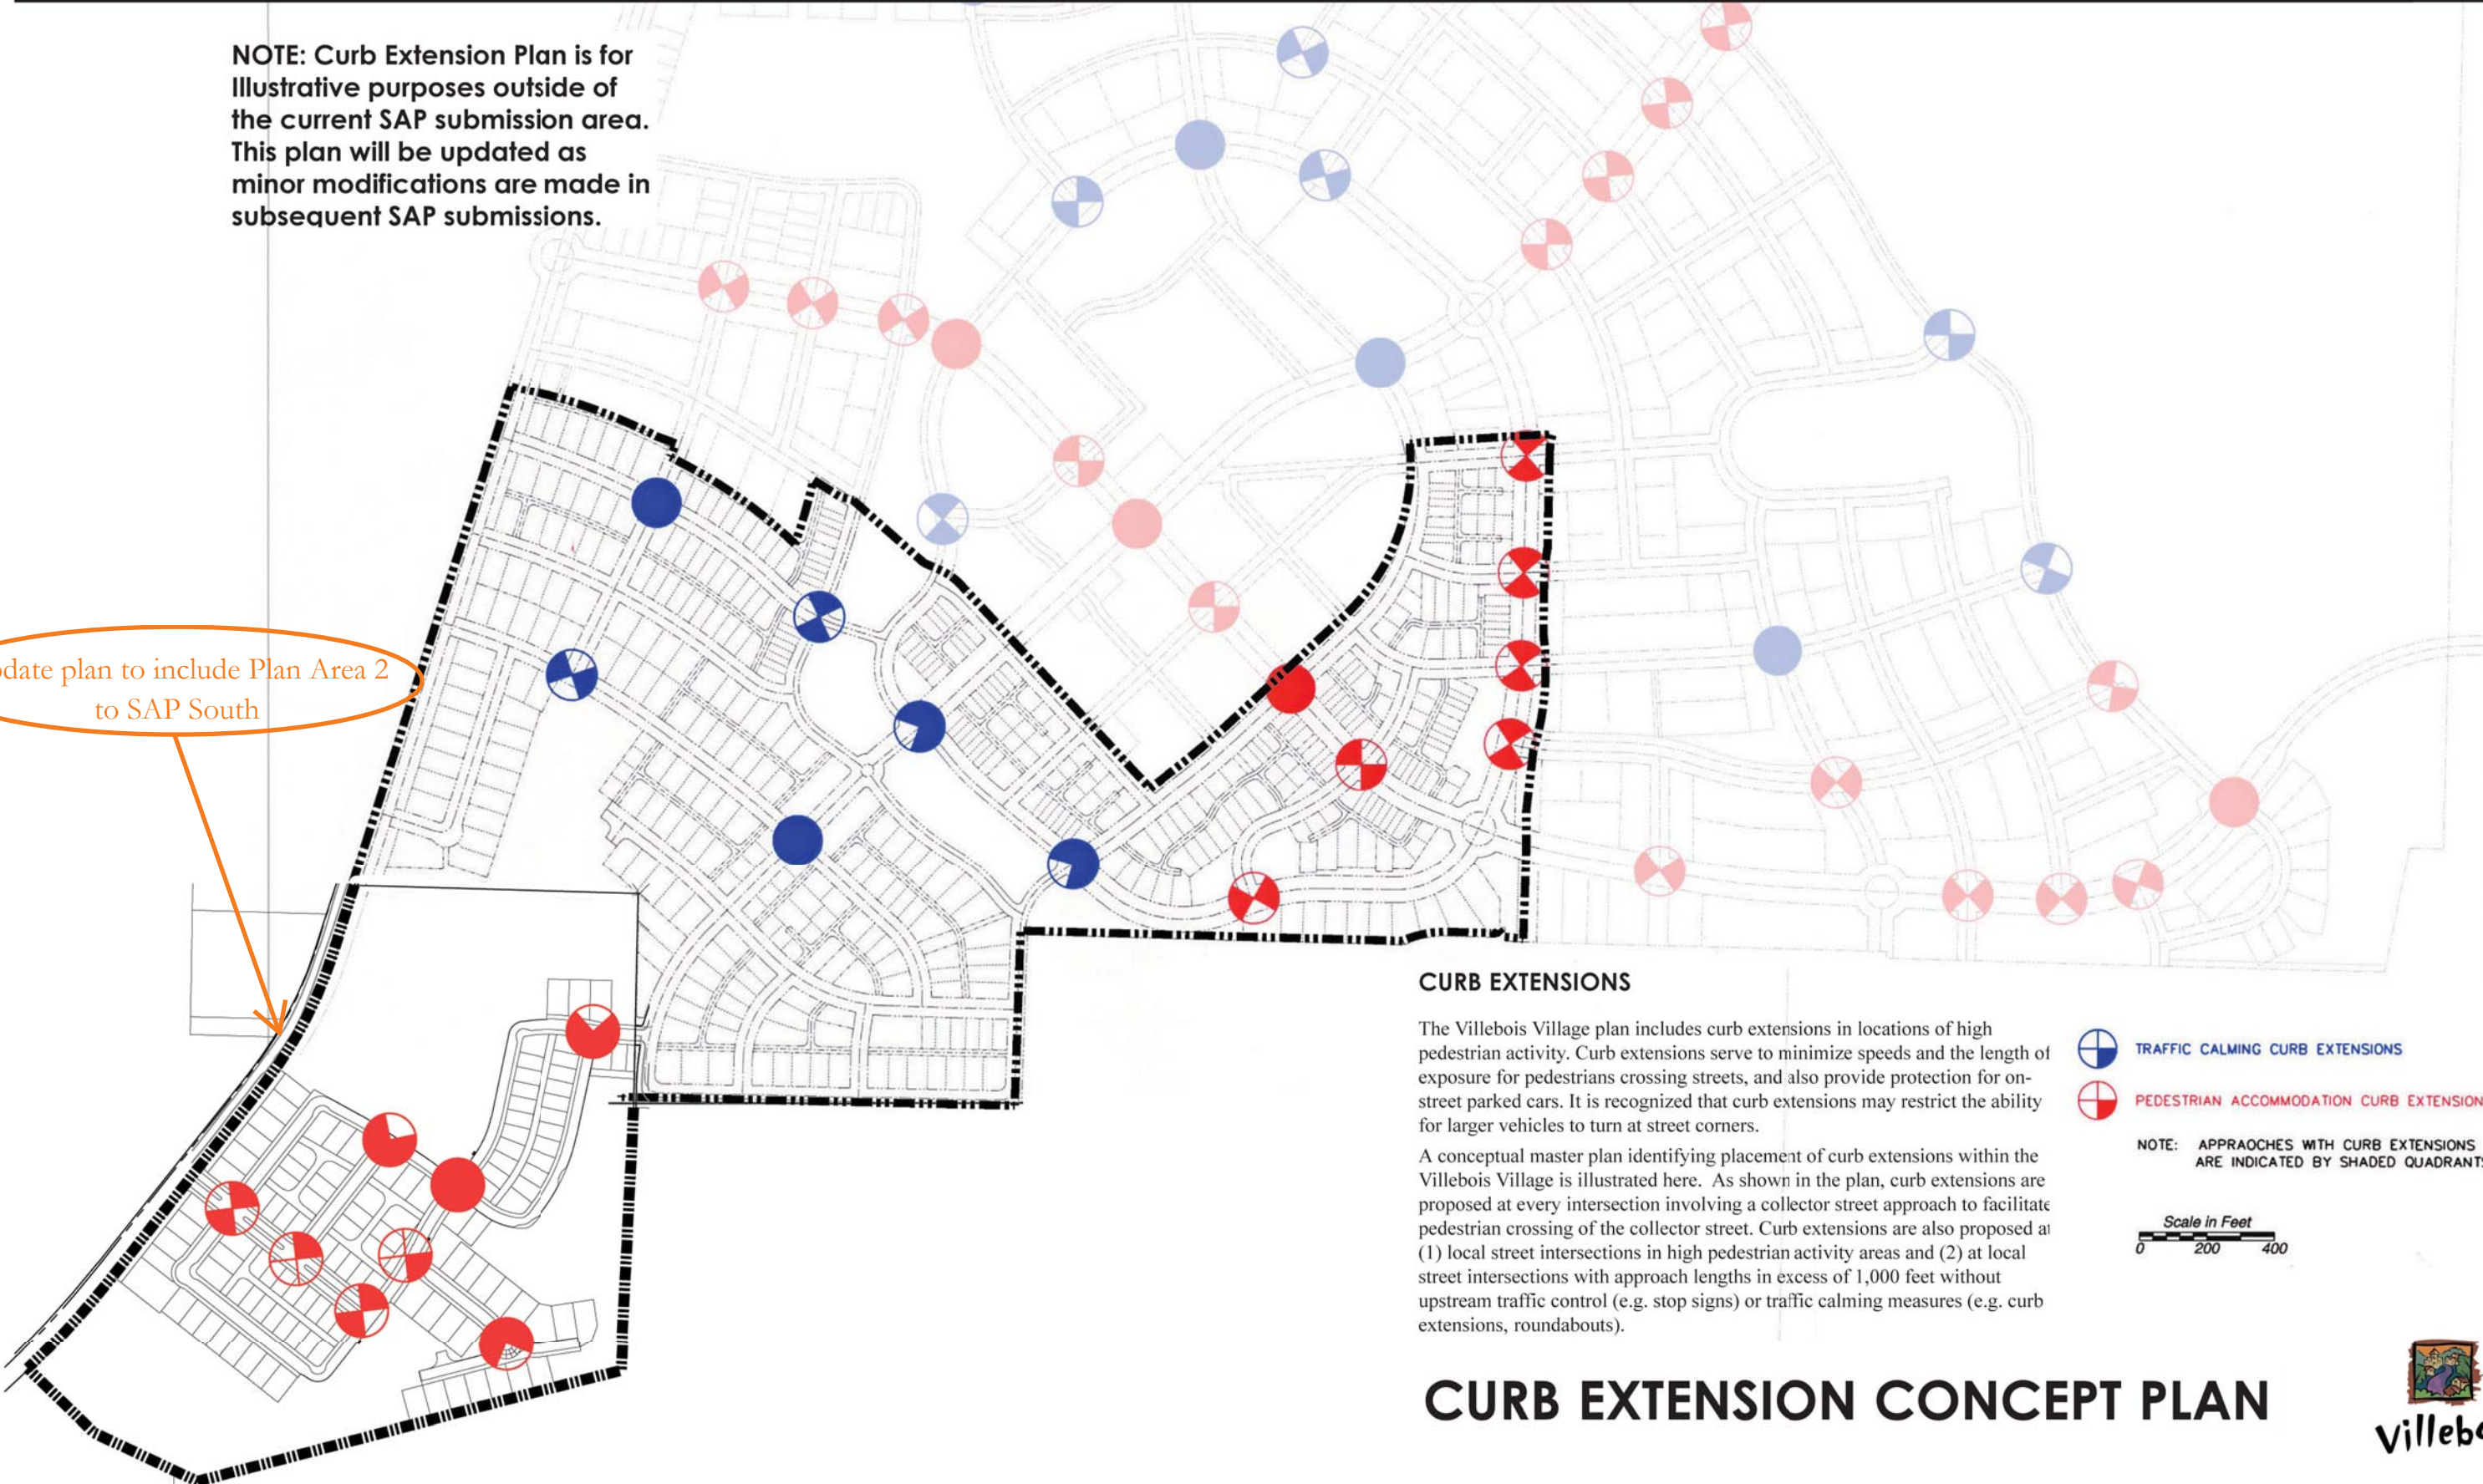 NOTE: Curb Extension Plan is for
Illustrative purposes outside of
the current SAP submission area.
This plan will be updated as
minor modifications are made in
subsequent SAP submissions.
date plan to include Plan Area 2
to SAP South
CURB EXTENSIONS
The Villebois Village plan includes curb extensions in locations of high
pedestrian activity. Curb extensions serve to minimize speeds and the length of
exposure for pedestrians crossing streets, and also provide protection for on-
street parked cars. It is recognized that curb extensions may restrict the ability
for larger vehicles to turn at street corners.
A conceptual master plan identifying placement of curb extensions within the
Villebois Village is illustrated here. As shown in the plan, curb extensions are
proposed at every intersection involving a collector street approach to facilitate
pedestrian crossing of the collector street. Curb extensions are also proposed at
(1) local street intersections in high pedestrian activity areas and (2) at local
street intersections with approach lengths in excess of 1,000 feet without
upstream traffic control (e.g. stop signs) or traffic calming measures (e.g. curb
extensions, roundabouts).
TRAFFIC CALMING CURB EXTENSIONS
PEDESTRIAN ACCOMMODATION CURB EXTENSION
NOTE: APPRAOCHES WITH CURB EXTENSIONS
ARE INDICATED BY SHADED QUADRANTS
Scale in Feet
0 200 400
CURB EXTENSION CONCEPT PLAN
Villebo